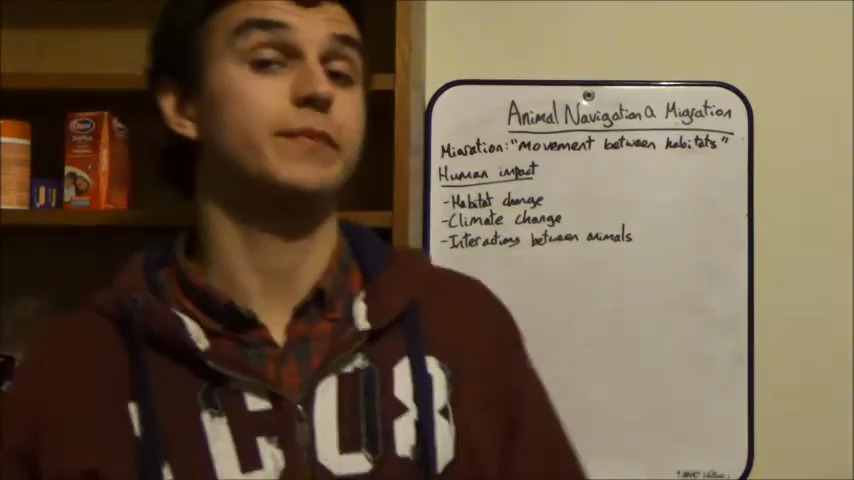 Animal Navigation & Migration
Migration: "movement between habitats"
Human impact
- Habitat change
- Climate change
- Interactions between animals